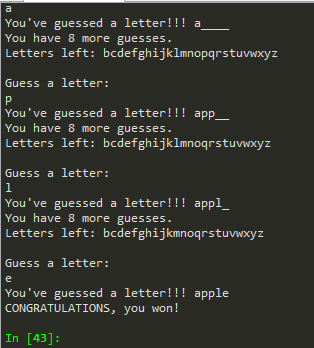 a
You've guessed a letter!!! a____
You have 8 more guesses.
Letters left: bcdefghijklmnopqrstuvwxyz
Guess a letter:
p
You've guessed a letter!!! app__
You have 8 more guesses.
Letters left: bcdefghijklmnoqrstuvwxyz
Guess a letter:
l
You've guessed a letter!!! appl_
You have 8 more guesses.
Letters left: bcdefghijkmnoqrstuvwxyz
Guess a letter:
e
You've guessed a letter!!! apple
CONGRATULATIONS, you won!
In [43]: